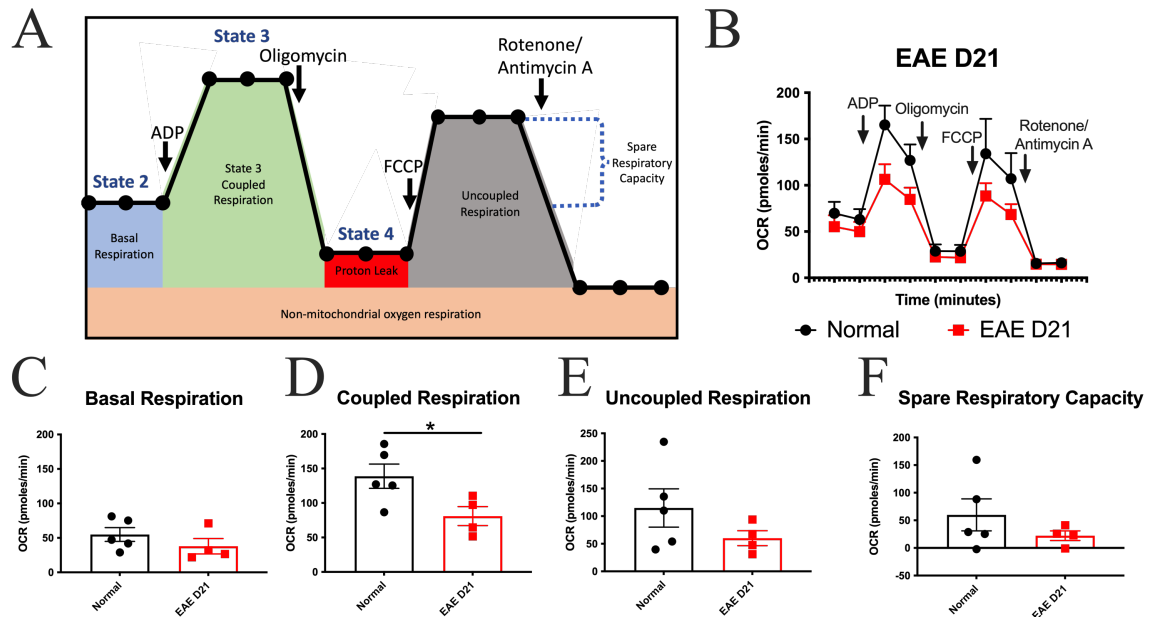 A
State 3
Oligomycin
Rotenone/
Antimycin A
ADP
State 2
State 3
Coupled
Respiration
FCCP
Uncoupled
Respiration
Spare
Respiratory
Capacity
Basal
Respiration
State 4
Proton Leak
Non-mitochondrial oxygen respiration
B
EAE D21
OCR (pmoles/min)
200
150
100
50
0
ADP
Oligomycin
FCCP
Rotenone/
Antimycin A
Time (minutes)
Normal
EAE D21
C
Basal Respiration
OCR (pmoles/min)
200
150
100
50
0
Normal
EAE D21
D
Coupled Respiration
OCR (pmoles/min)
200
150
100
50
0
*
Normal
EAE D21
E
Uncoupled Respiration
OCR (pmoles/min)
250
200
150
100
50
0
Normal
EAE D21
F
Spare Respiratory Capacity
OCR (pmoles/min)
200
150
100
50
0
-50
Normal
EAE D21